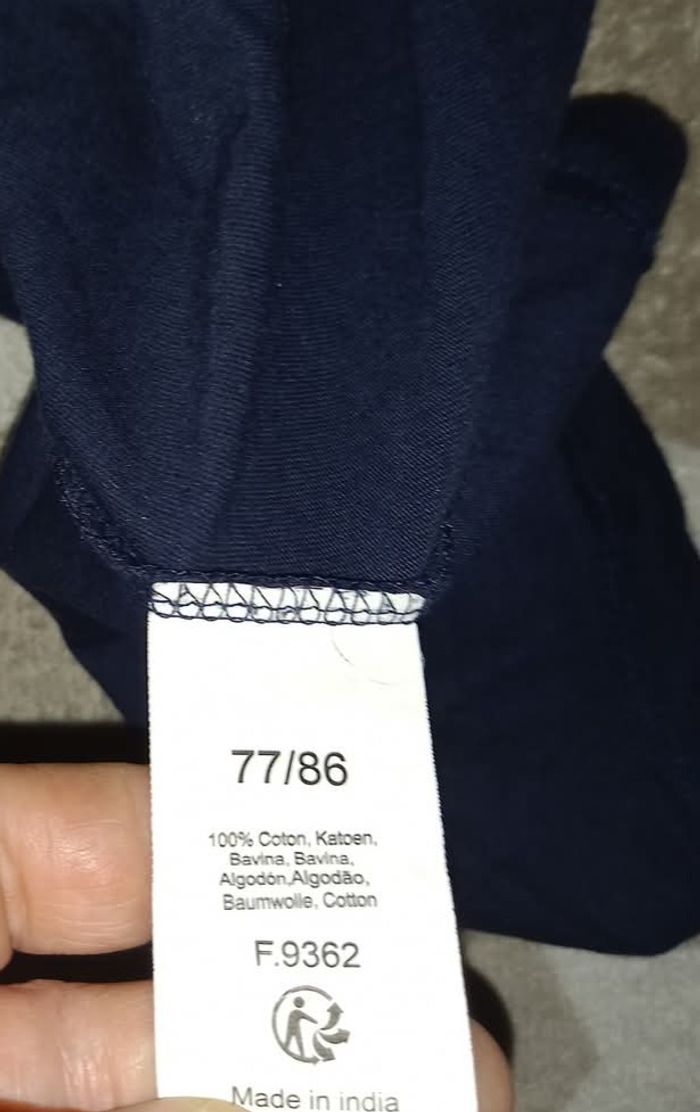 77/86
100% Coton, Katoen,
Bavlna, Bavlna,
Algodón,Algodão,
Baumwolle, Cotton
F.9362
Made in india